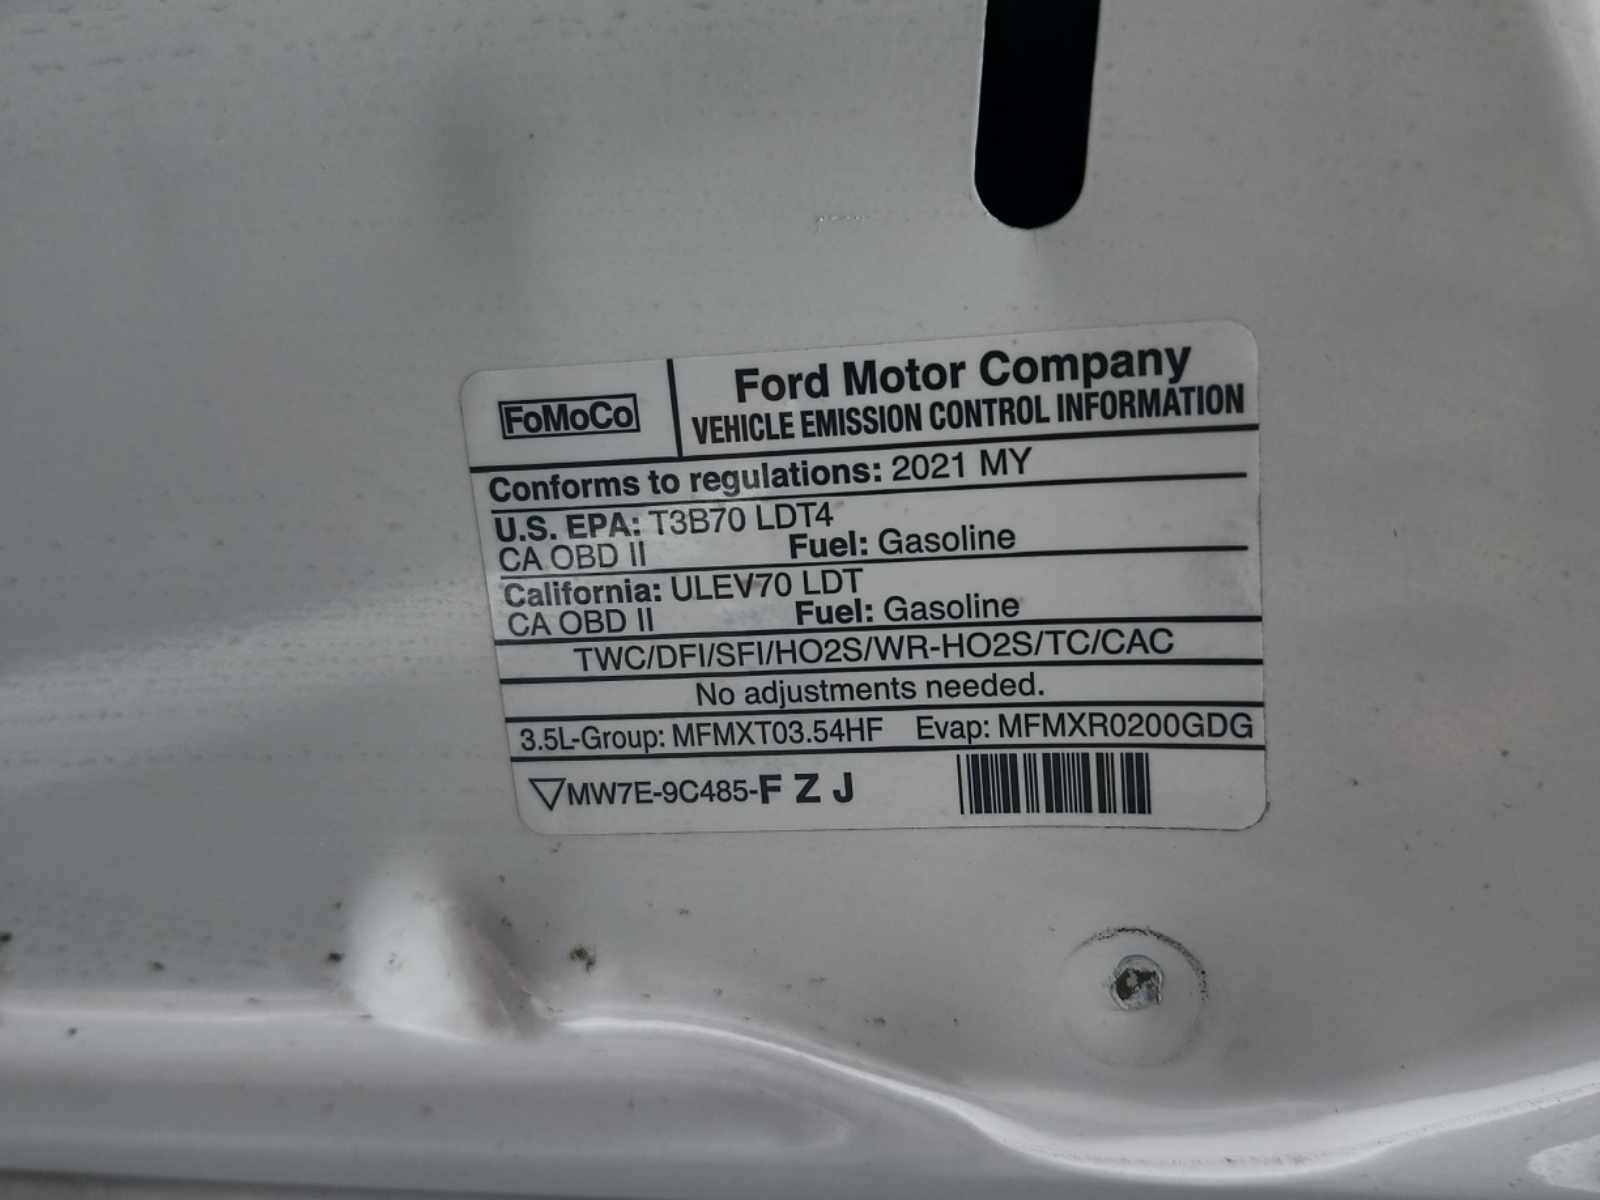 FoMoCo
Ford Motor Company
VEHICLE EMISSION CONTROL INFORMATION
Conforms to regulations: 2021 MY
U.S. EPA: T3B70 LDT4
CA OBD II Fuel: Gasoline
California: ULEV70 LDT
CA OBD II Fuel: Gasoline
TWC/DFI/SFI/HO2S/WR-HO2S/TC/CAC
No adjustments needed.
3.5L-Group: MFMXT03.54HF Evap: MFMXR0200GDG
MW7E-9C485-F Z J